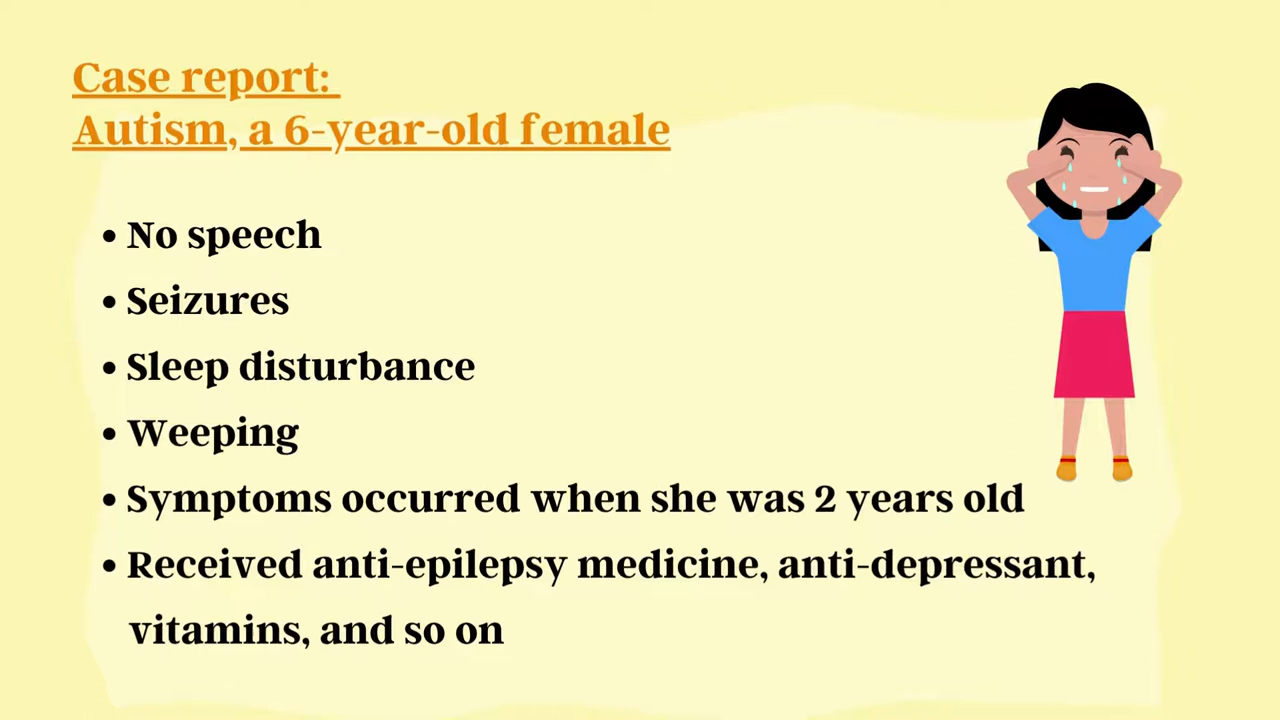 Case report:
Autism, a 6-year-old female
• No speech
• Seizures
• Sleep disturbance
• Weeping
• Symptoms occurred when she was 2 years old
• Received anti-epilepsy medicine, anti-depressant,
vitamins, and so on